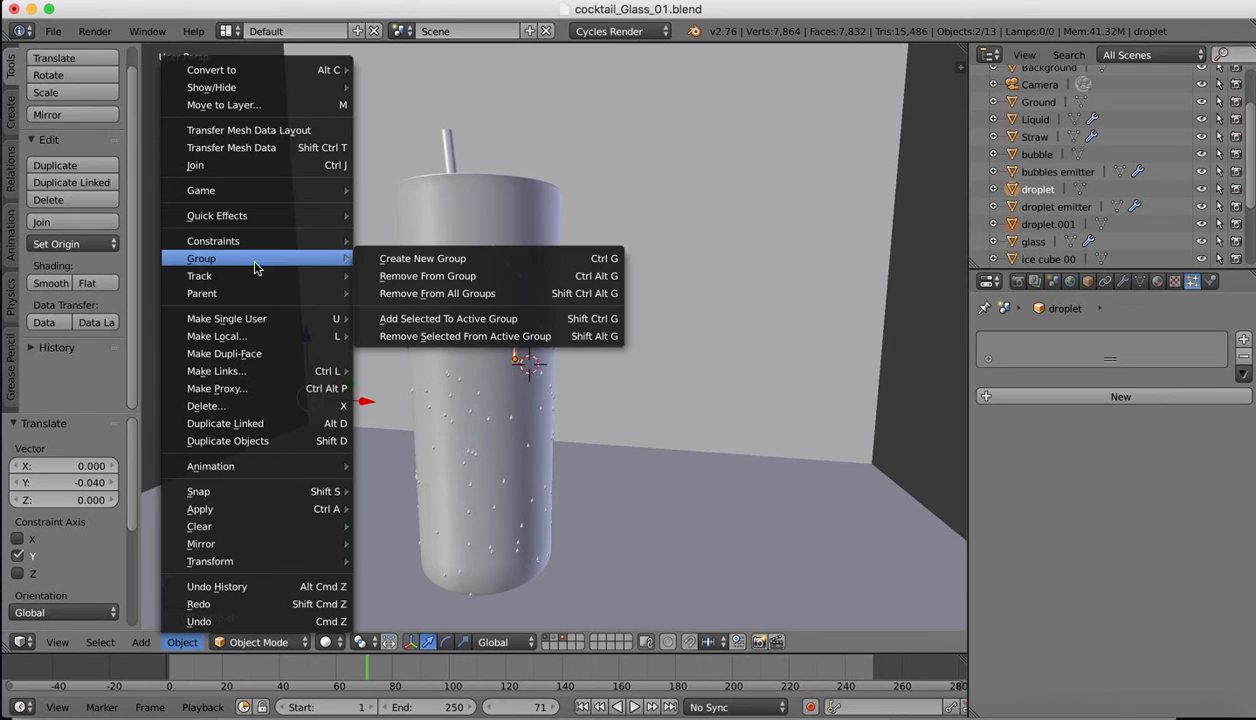 cocktail_Glass_01.blend
File Render Window Help Default Scene Cycles Render v2.76 | Verts:7,864 | Faces:7,832 | Tris:15,486 | Objects:2/13 | Lamps:0/0 | Mem:41.32M | droplet
Tools
Create
Relations
Animation
Physics
Grease Pencil
Translate
Rotate
Scale
Mirror
Edit
Duplicate
Duplicate Linked
Delete
Join
Set Origin
Shading:
Smooth Flat
Data Transfer:
Data Data La
History
Translate
Vector
X: 0.000
Y: -0.040
Z: 0.000
Constraint Axis
X
Y
Z
Orientation
Global
Convert to Alt C
Show/Hide
Move to Layer... M
Transfer Mesh Data Layout
Transfer Mesh Data Shift Ctrl T
Join Ctrl J
Game
Quick Effects
Constraints
Group
Track
Parent
Make Single User U
Make Local... L
Make Dupli-Face
Make Links... Ctrl L
Make Proxy... Ctrl Alt P
Delete... X
Duplicate Linked Alt D
Duplicate Objects Shift D
Animation
Snap Shift S
Apply Ctrl A
Clear
Mirror
Transform
Undo History Alt Cmd Z
Redo Shift Cmd Z
Undo Cmd Z
Create New Group Ctrl G
Remove From Group Ctrl Alt G
Remove From All Groups Shift Ctrl Alt G
Add Selected To Active Group Shift Ctrl G
Remove Selected From Active Group Shift Alt G
View Search All Scenes
Background
Camera
Ground
Liquid
Straw
bubble
bubbles emitter
droplet
droplet emitter
droplet.001
glass
ice cube 00
droplet
New
View Select Add Object Object Mode Global
-40 -20 0 20 40 60 80 100 120 140 160 180 200 220 240 260 280
View Marker Frame Playback Start: 1 End: 250 71 No Sync